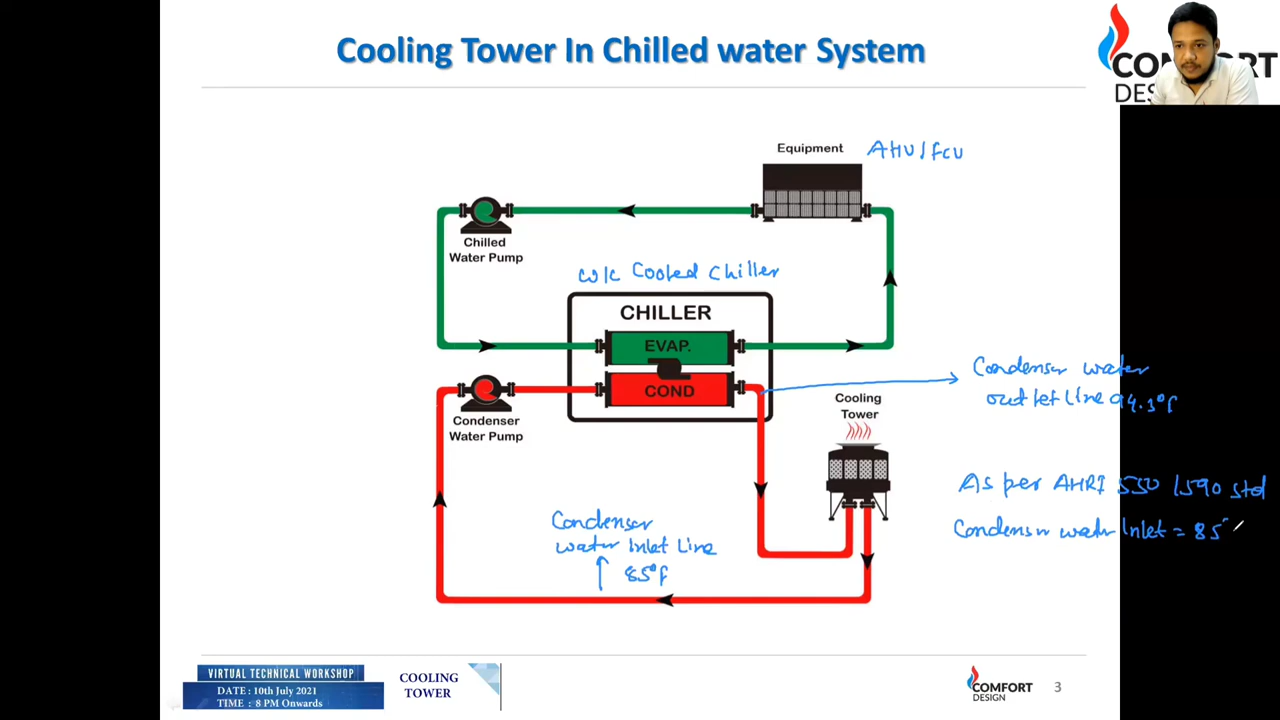 Cooling Tower In Chilled water System
COMFORT
DESIGN
Equipment
AHU/FCU
Chilled
Water Pump
W/C Cooled Chiller
CHILLER
EVAP.
COND
Condenser
Water Pump
Cooling
Tower
Condenser water
outlet Line 94.3°F
As per AHRI 550/590 std
Condenser water Inlet = 85°
Condenser
water Inlet Line
85°F
VIRTUAL TECHNICAL WORKSHOP
DATE : 10th July 2021
TIME : 8 PM Onwards
COOLING
TOWER
COMFORT
DESIGN
3